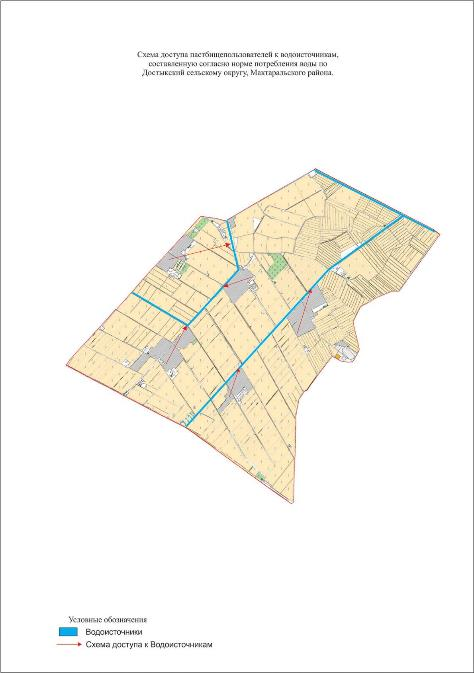 Схема доступа пастбищепользователей к водоисточникам,
составленную согласно норме потребления воды по
Достыкский сельскому округу, Мактаральского района.
Условные обозначения
Водоисточники
Схема доступа к Водоисточникам